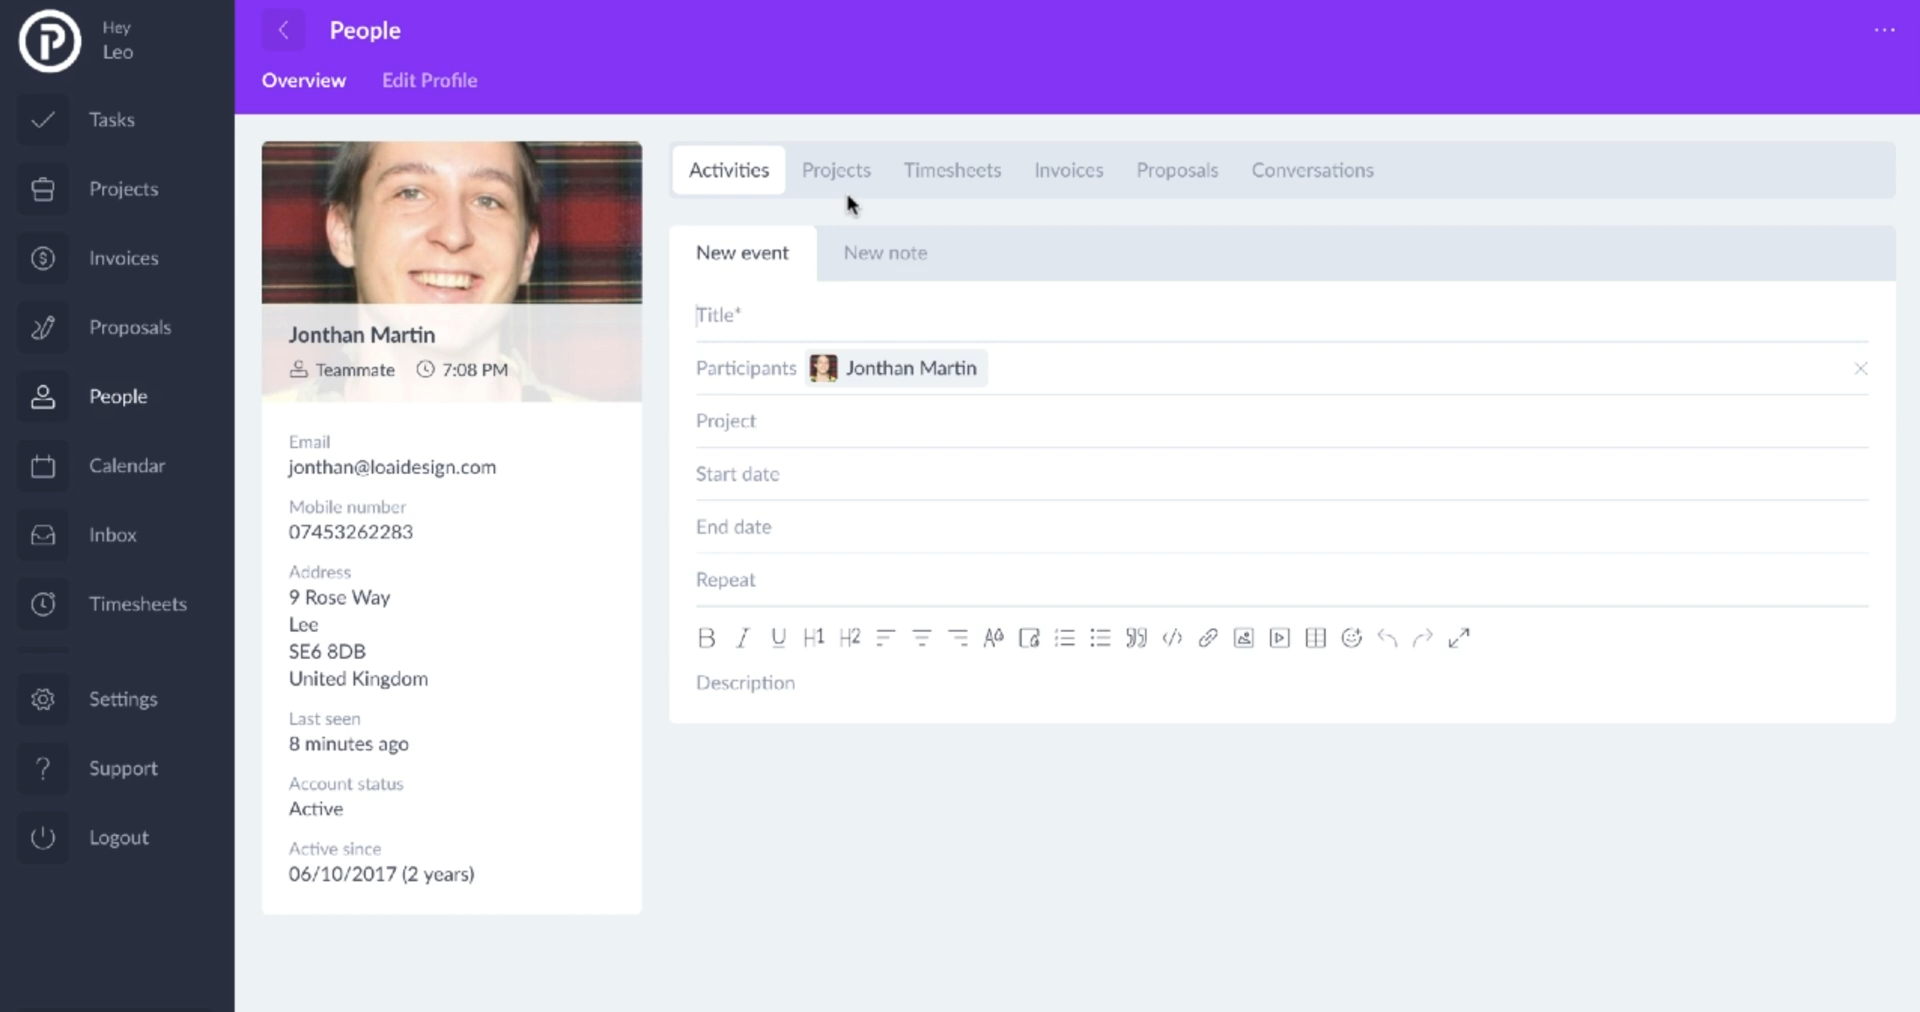 Hey
Leo
Tasks
Projects
Invoices
Proposals
People
Calendar
Inbox
Timesheets
Settings
Support
Logout
People
Overview Edit Profile
Jonthan Martin
Teammate 7:08 PM
Email
jonthan@loaidesign.com
Mobile number
07453262283
Address
9 Rose Way
Lee
SE6 8DB
United Kingdom
Last seen
8 minutes ago
Account status
Active
Active since
06/10/2017 (2 years)
Activities Projects Timesheets Invoices Proposals Conversations
New event New note
Title*
Participants Jonthan Martin
Project
Start date
End date
Repeat
B I U H1 H2
Description